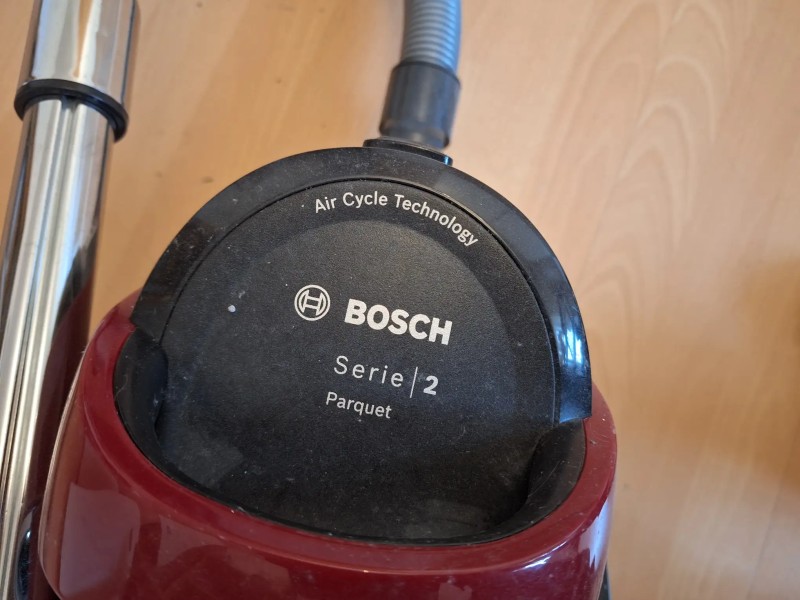 Air Cycle Technology
BOSCH
Serie | 2
Parquet